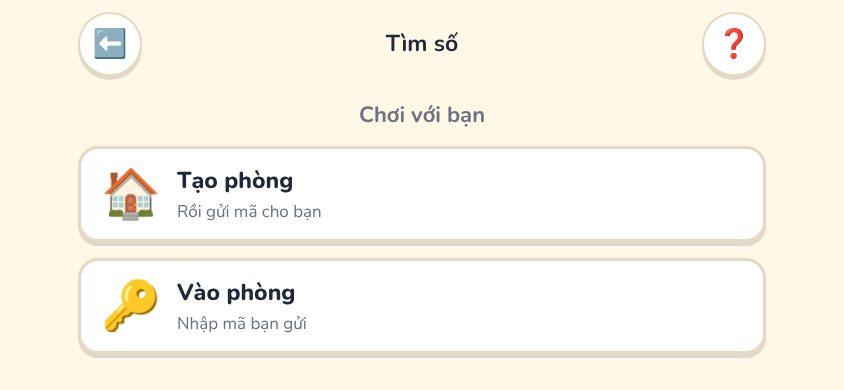 Tìm số
Chơi với bạn
Tạo phòng
Rồi gửi mã cho bạn
Vào phòng
Nhập mã bạn gửi